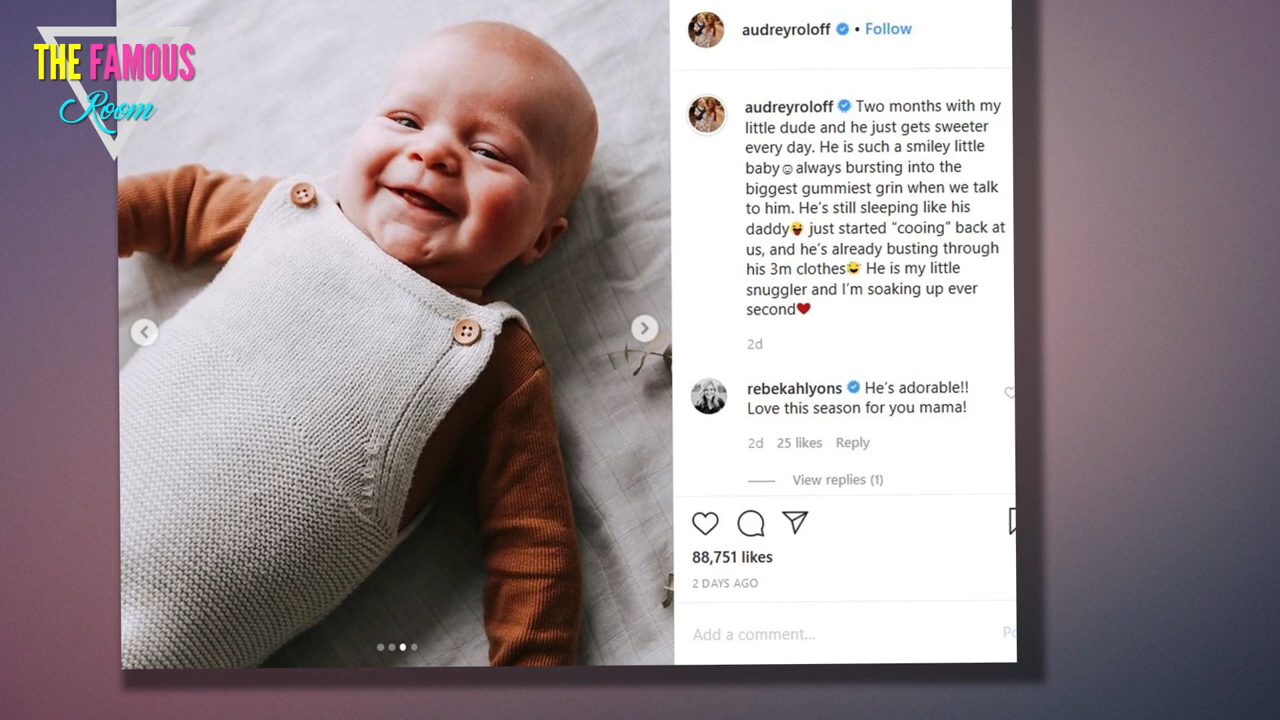 THE FAMOUS
Room
audreyroloff • Follow
audreyroloff Two months with my
little dude and he just gets sweeter
every day. He is such a smiley little
baby☺always bursting into the
biggest gummiest grin when we talk
to him. He's still sleeping like his
daddy😜 just started “cooing” back at
us, and he's already busting through
his 3m clothes😅 He is my little
snuggler and I'm soaking up ever
second❤
2d
rebekahlyons He's adorable!!
Love this season for you mama!
2d 25 likes Reply
View replies (1)
88,751 likes
2 DAYS AGO
Add a comment...